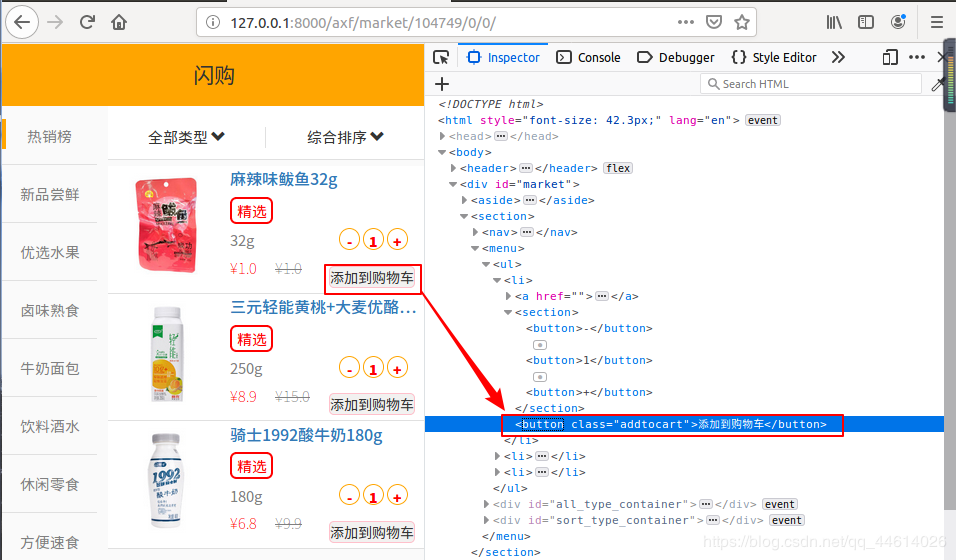 127.0.0.1:8000/axf/market/104749/0/0/
闪购
热销榜
新品尝鲜
优选水果
卤味熟食
牛奶面包
饮料酒水
休闲零食
方便速食
全部类型 综合排序
麻辣味鲅鱼32g
精选
32g
- 1 +
¥1.0 ¥1.0
添加到购物车
三元轻能黄桃+大麦优酪…
精选
250g
- 1 +
¥8.9 ¥15.0
添加到购物车
骑士1992酸牛奶180g
1992
酸牛奶
精选
180g
- 1 +
¥6.8 ¥9.9
添加到购物车
Inspector Console Debugger {} Style Editor
+ Search HTML
<!DOCTYPE html>
<html style="font-size: 42.3px;" lang="en"> event
<head>…</head>
<body>
<header>…</header> flex
<div id="market">
<aside>…</aside>
<section>
<nav>…</nav>
<menu>
<ul>
<li>
<a href="">…</a>
<section>
<button>-</button>
<button>1</button>
<button>+</button>
</section>
<button class="addtocart">添加到购物车</button>
</li>
<li>…</li>
<li>…</li>
</ul>
<div id="all_type_container">…</div> event
<div id="sort_type_container">…</div> event
</menu>
</section>
https://blog.csdn.net/qq_44614026